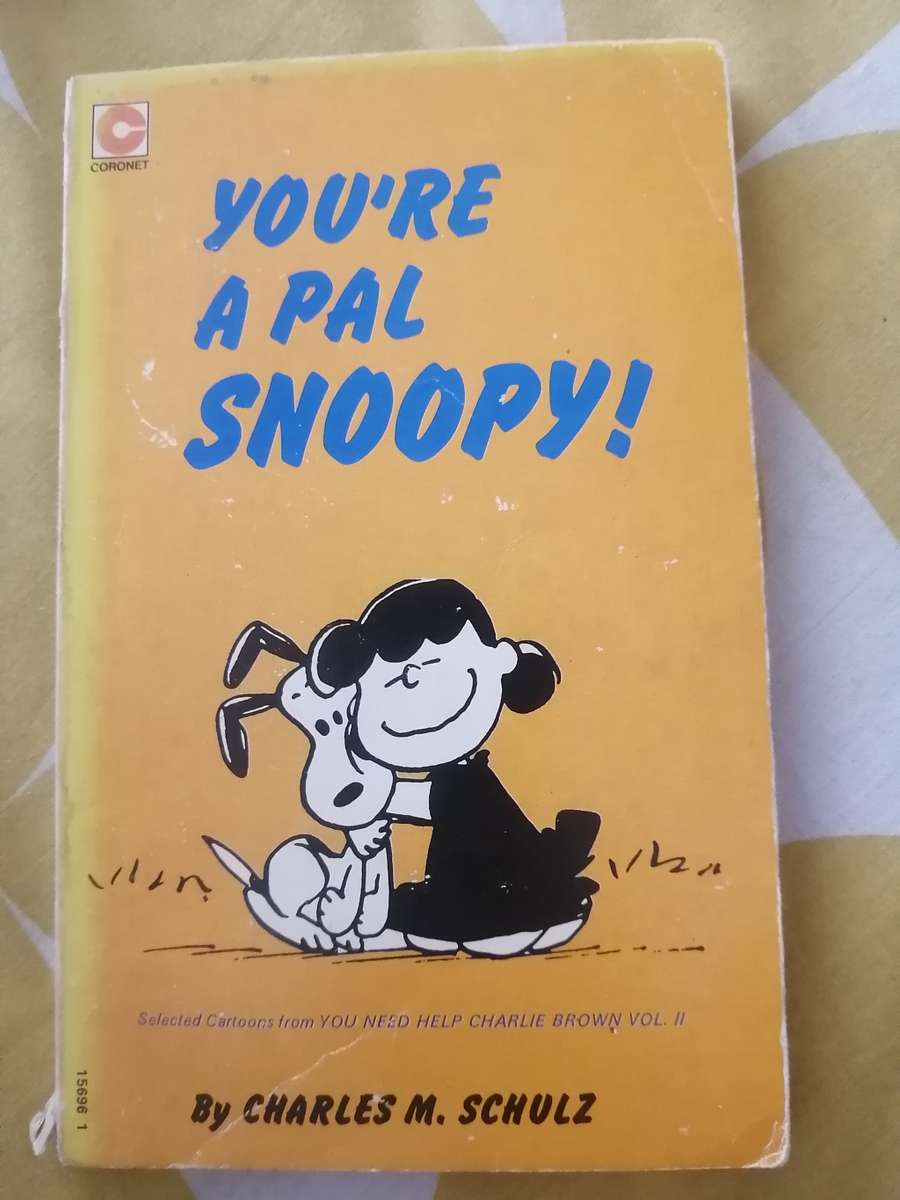 CORONET
YOU'RE
A PAL
SNOOPY!
Selected Cartoons from YOU NEED HELP CHARLIE BROWN VOL. II
By CHARLES M. SCHULZ
15696 1